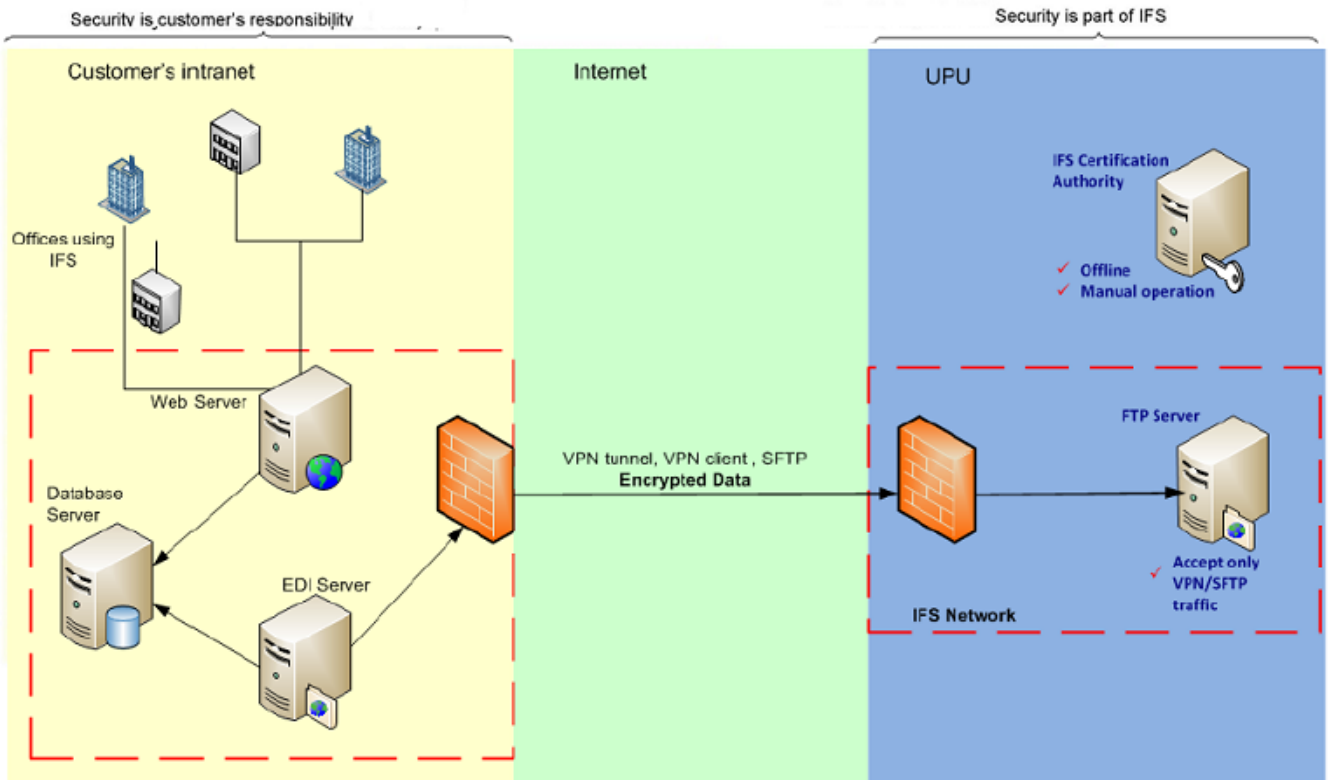 Security is customer's responsibility
Security is part of IFS
Customer's intranet
Internet
UPU
IFS Certification
Authority
Offline
Manual operation
Offices using
IFS
Web Server
FTP Server
VPN tunnel, VPN client , SFTP
Encrypted Data
Database
Server
EDI Server
Accept only
VPN/SFTP
traffic
IFS Network